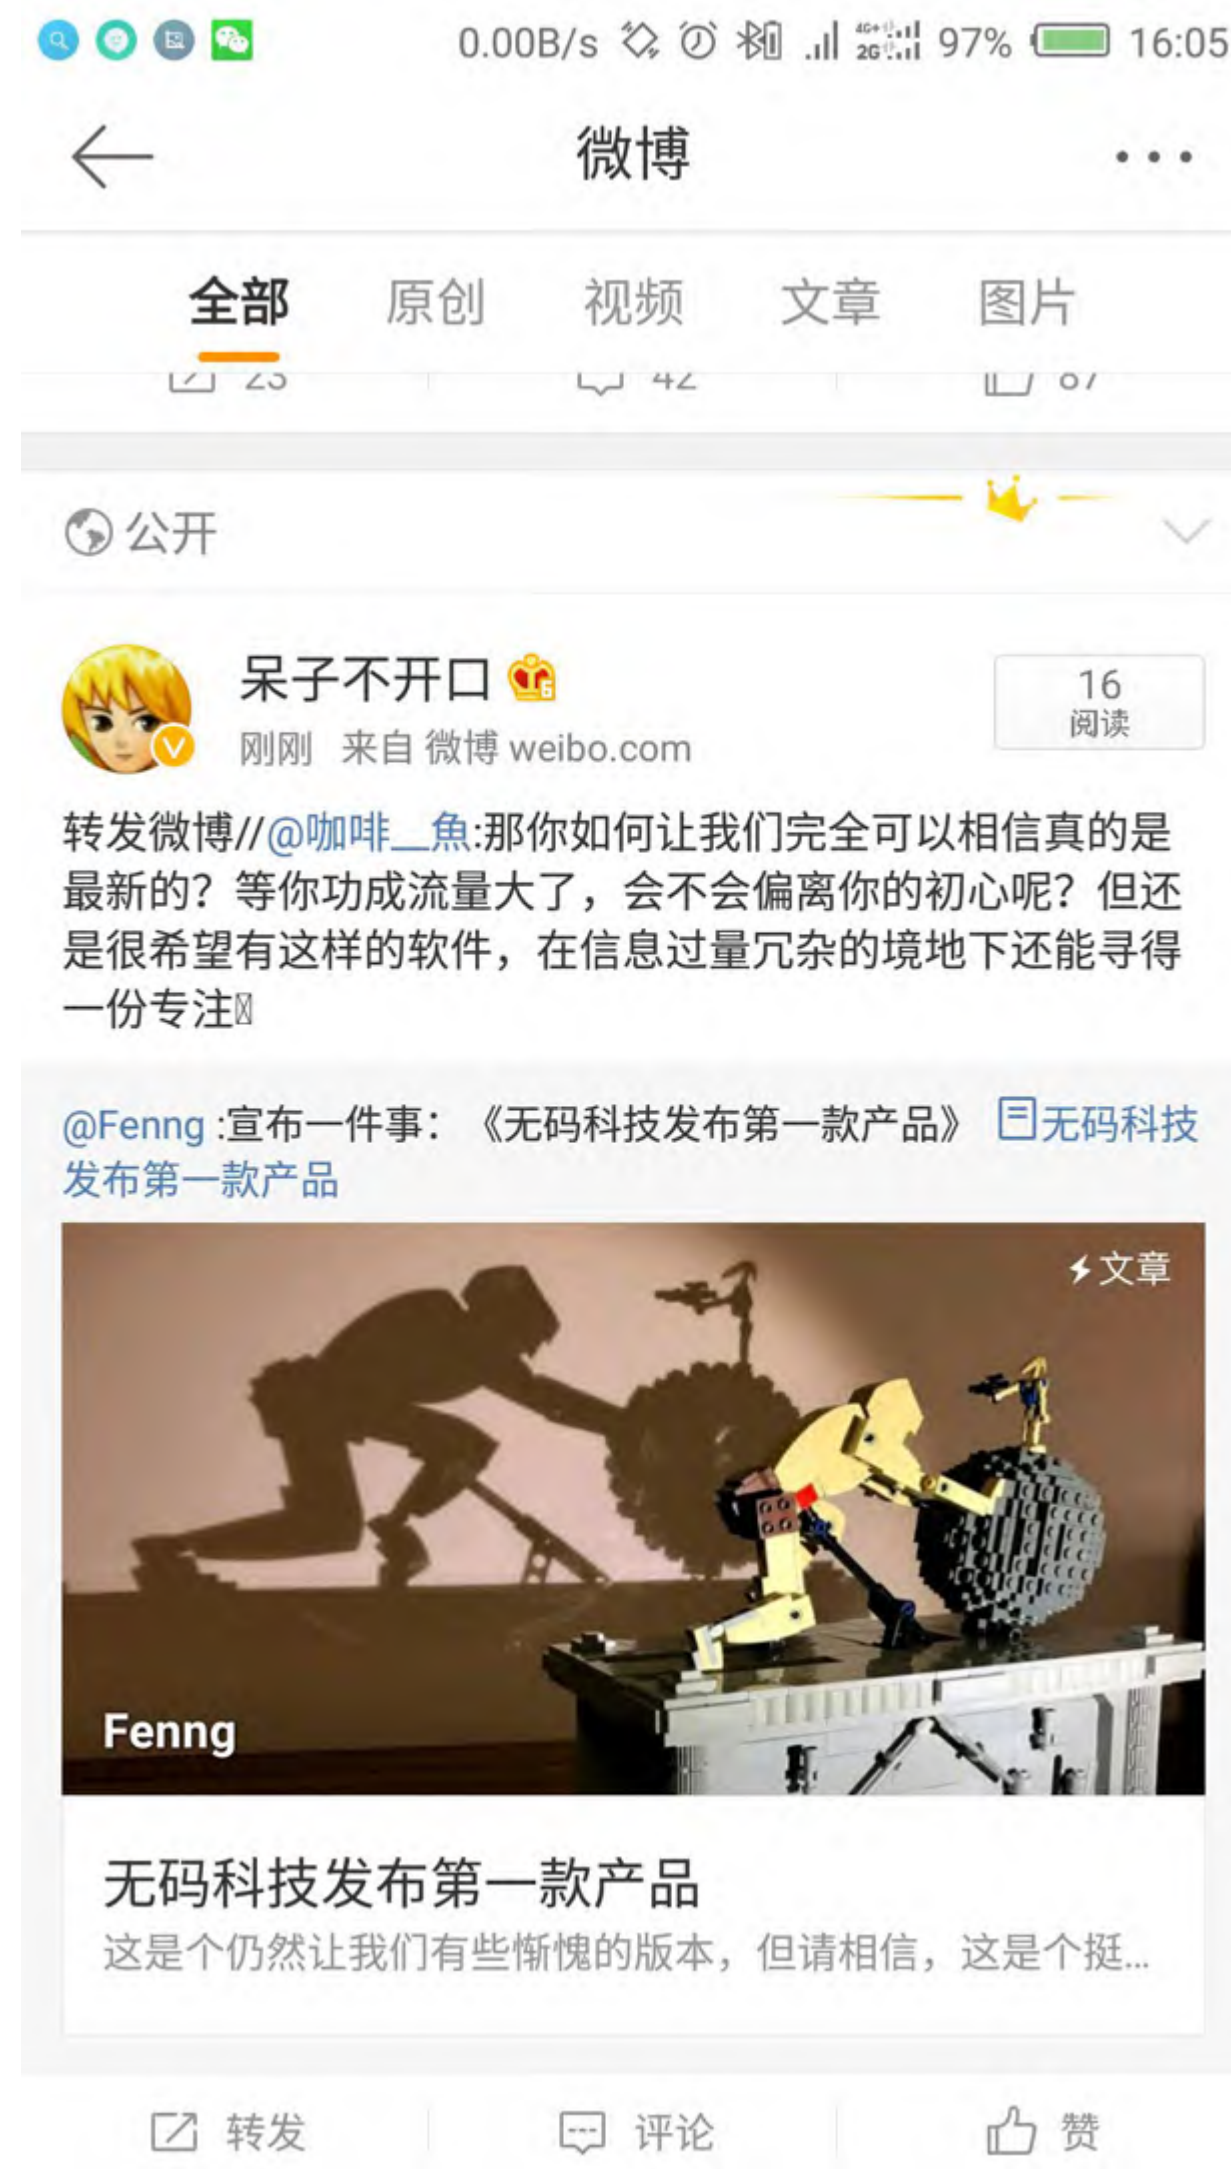 0.00B/s 4G+ 2G 97% 16:05
微博
全部 原创 视频 文章 图片
23 42 87
公开
呆子不开口
16
阅读
刚刚 来自 微博 weibo.com
转发微博//@咖啡__魚:那你如何让我们完全可以相信真的是
最新的？等你功成流量大了，会不会偏离你的初心呢？但还
是很希望有这样的软件，在信息过量冗杂的境地下还能寻得
一份专注
@Fenng :宣布一件事：《无码科技发布第一款产品》 无码科技
发布第一款产品
文章
Fenng
无码科技发布第一款产品
这是个仍然让我们有些惭愧的版本，但请相信，这是个挺...
转发 评论 赞